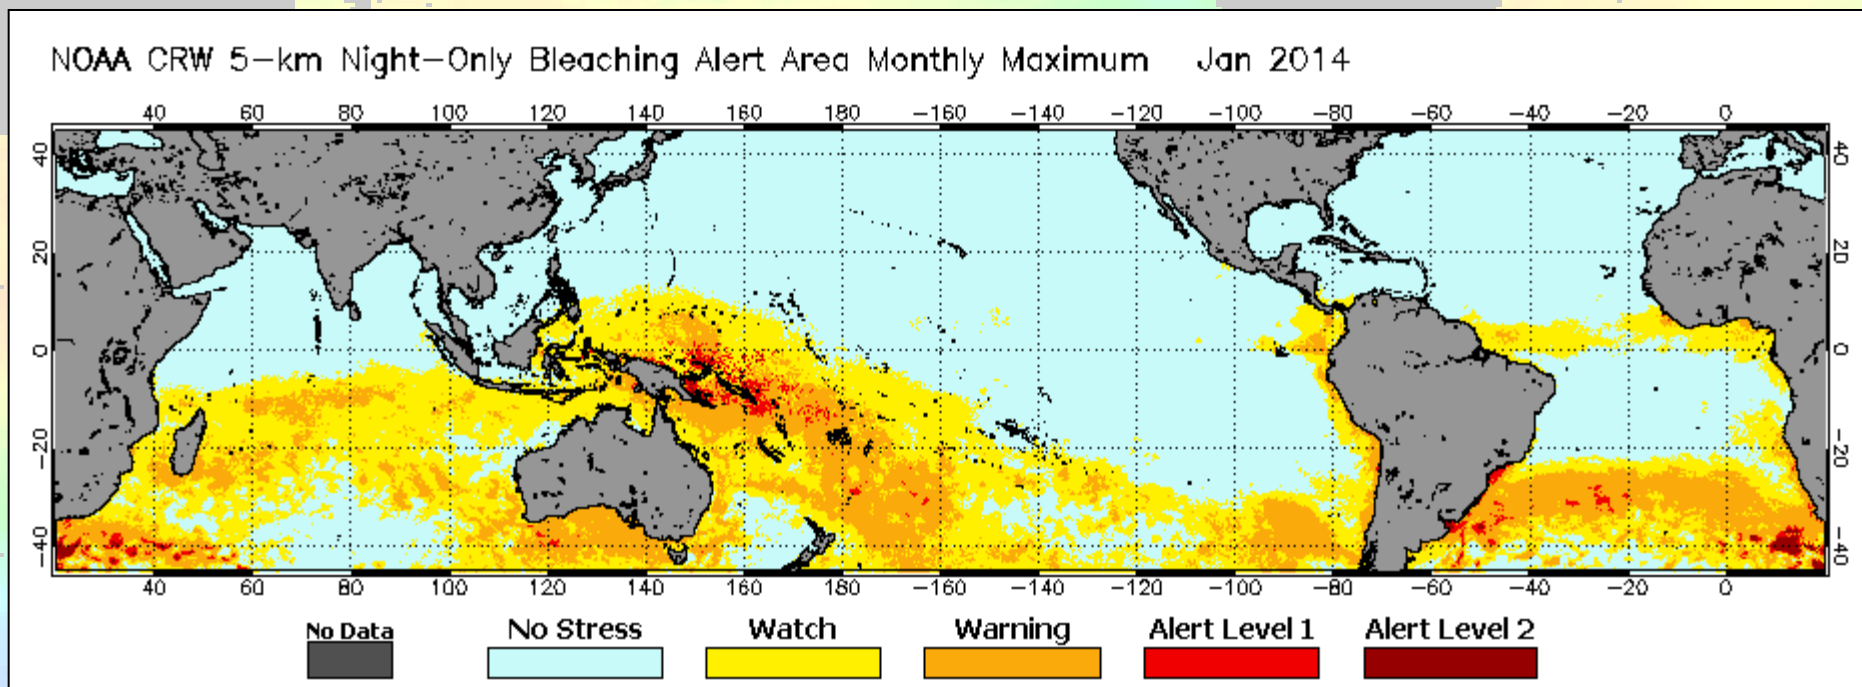 NOAA CRW 5-km Night-Only Bleaching Alert Area Monthly Maximum Jan 2014
40 60 80 100 120 140 160 180 -160 -140 -120 -100 -80 -60 -40 -20 0
40 40
20 20
0 0
-20 -20
-40 -40
40 60 80 100 120 140 160 180 -160 -140 -120 -100 -80 -60 -40 -20 0
No Data No Stress Watch Warning Alert Level 1 Alert Level 2